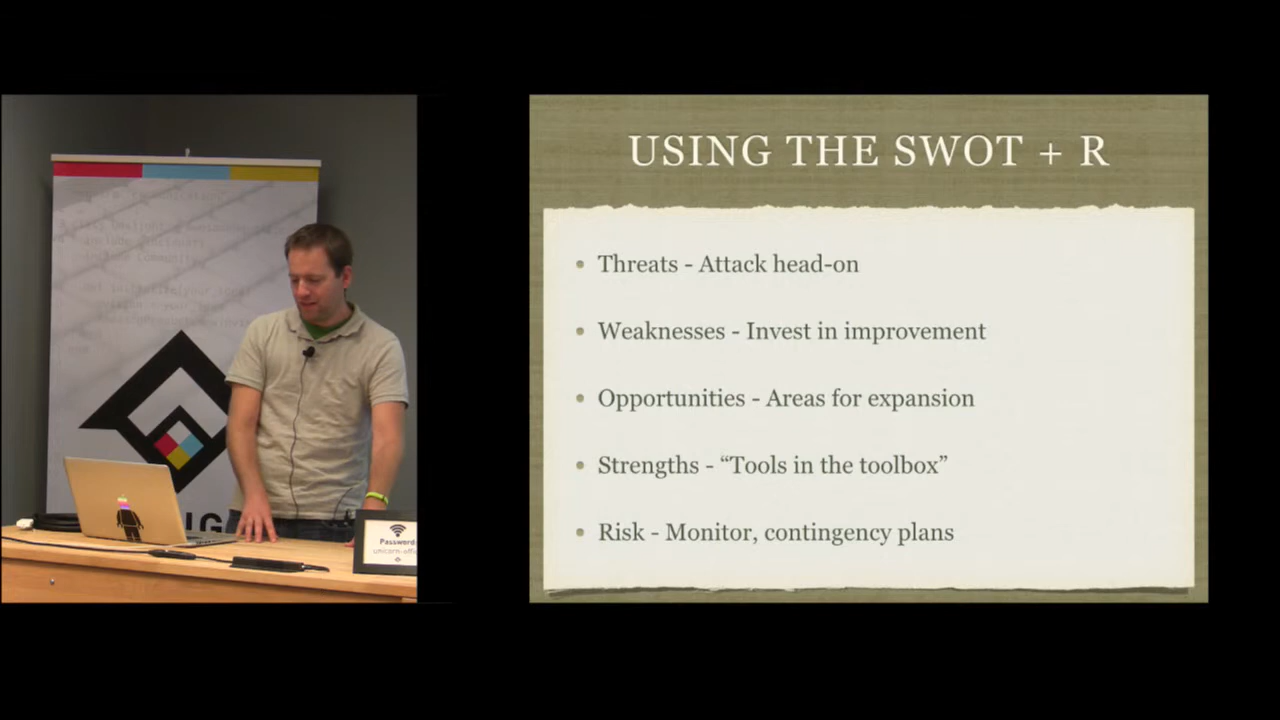 USING THE SWOT + R
• Threats - Attack head-on
• Weaknesses - Invest in improvement
• Opportunities - Areas for expansion
• Strengths - “Tools in the toolbox”
• Risk - Monitor, contingency plans
Password